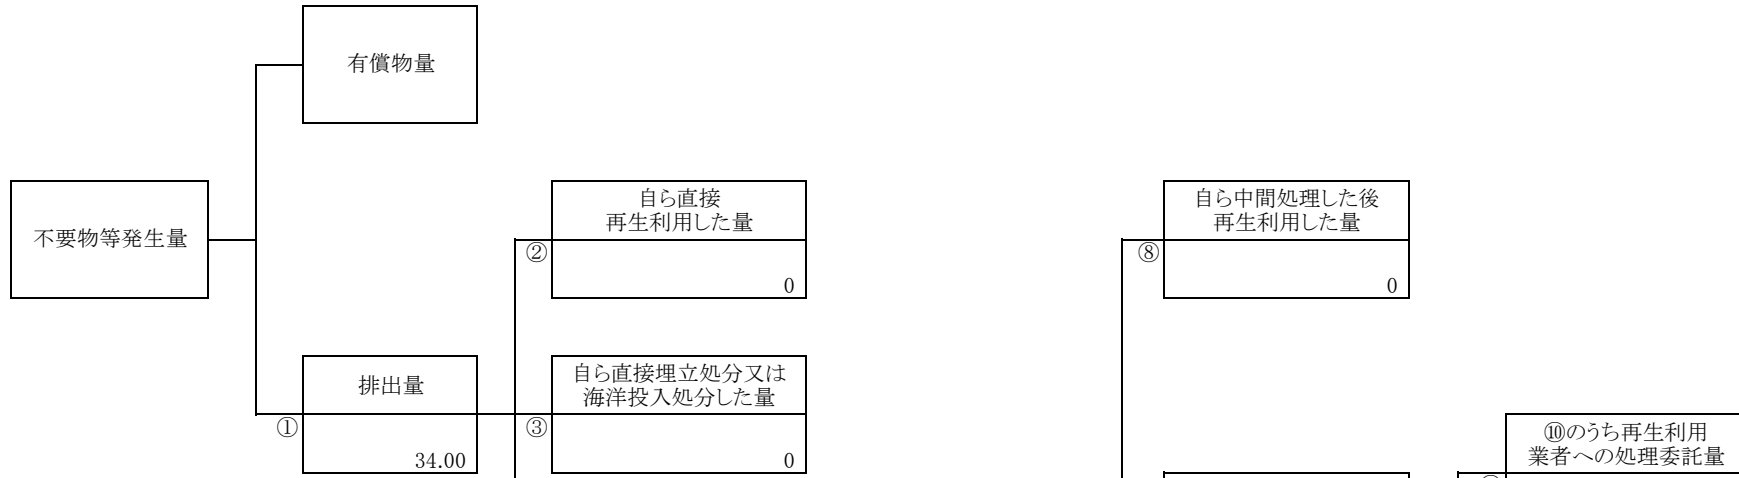 有償物量
不要物等発生量
自ら直接
再生利用した量
②
0
自ら中間処理した後
再生利用した量
⑧
0
排出量
①
34.00
自ら直接埋立処分又は
海洋投入処分した量
③
0
⑩のうち再生利用
業者への処理委託量